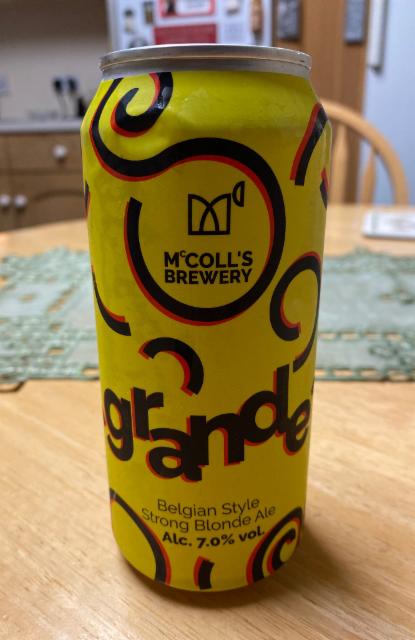 McCOLL'S
BREWERY
grande
Belgian Style
Strong Blonde Ale
Alc. 7.0% vol.